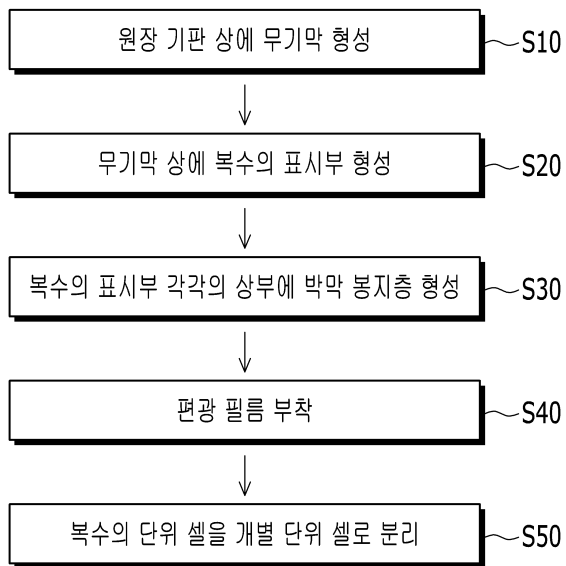 원장 기판 상에 무기막 형성
S10
무기막 상에 복수의 표시부 형성
S20
복수의 표시부 각각의 상부에 박막 봉지층 형성
S30
편광 필름 부착
S40
복수의 단위 셀을 개별 단위 셀로 분리
S50